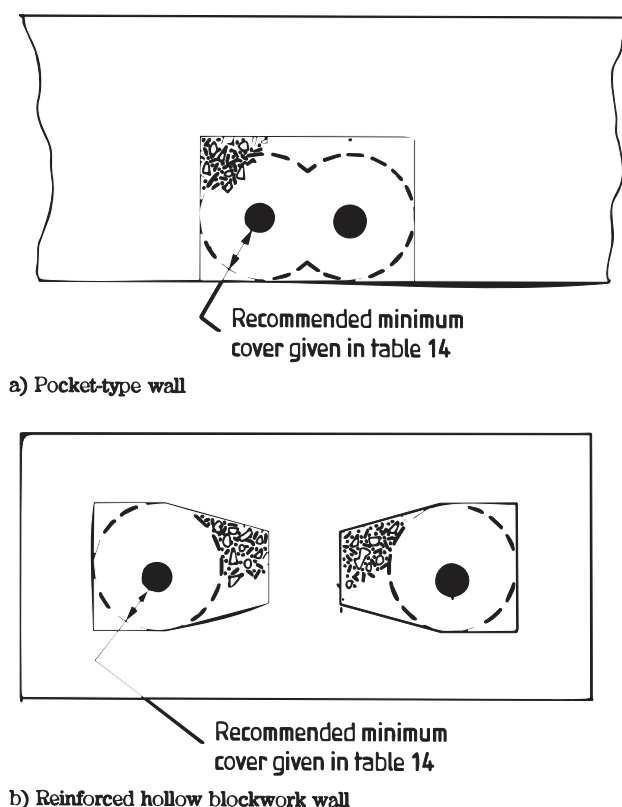 Recommended minimum
cover given in table 14
a) Pocket-type wall
Recommended minimum
cover given in table 14
b) Reinforced hollow blockwork wall